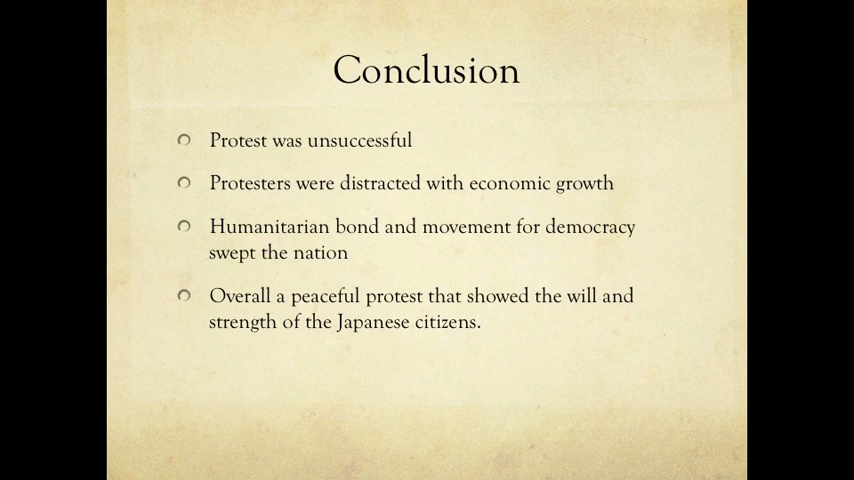 Conclusion
Protest was unsuccessful
Protesters were distracted with economic growth
Humanitarian bond and movement for democracy
swept the nation
Overall a peaceful protest that showed the will and
strength of the Japanese citizens.